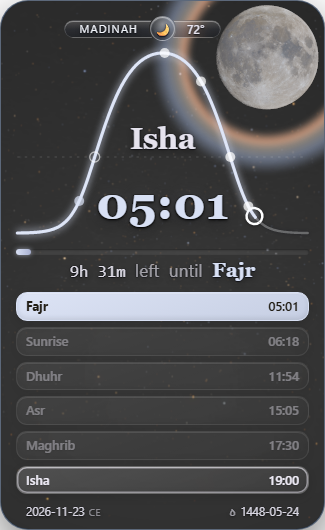 MADINAH 72°
Isha
05:01
9h 31m left until Fajr
Fajr 05:01
Sunrise 06:18
Dhuhr 11:54
Asr 15:05
Maghrib 17:30
Isha 19:00
2026-11-23 CE 1448-05-24